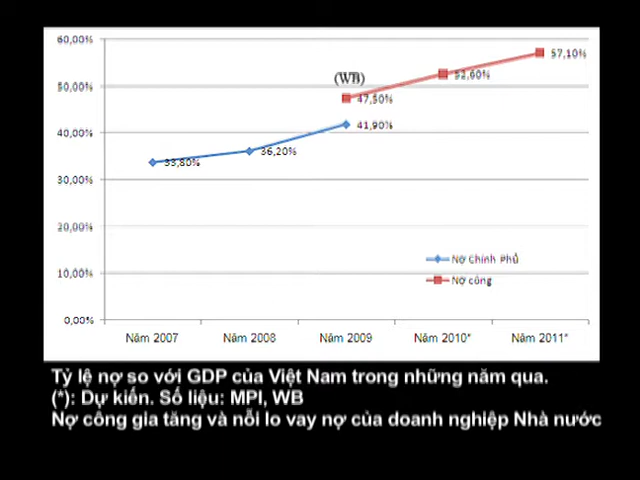 60,00%
50,00%
40,00%
30,00%
20,00%
10,00%
0,00%
(WB)
33,80%
36,20%
41,90%
47,50%
52,60%
57,10%
Nợ Chính Phủ
Nợ công
Năm 2007
Năm 2008
Năm 2009
Năm 2010*
Năm 2011*
Tỷ lệ nợ so với GDP của Việt Nam trong những năm qua.
(*): Dự kiến. Số liệu: MPI, WB
Nợ công gia tăng và nỗi lo vay nợ của doanh nghiệp Nhà nước